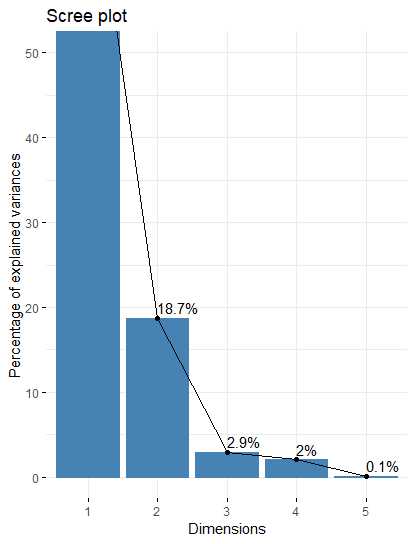 Scree plot
Percentage of explained variances
50
40
30
20
10
0
18.7%
2.9%
2%
0.1%
1 2 3 4 5
Dimensions